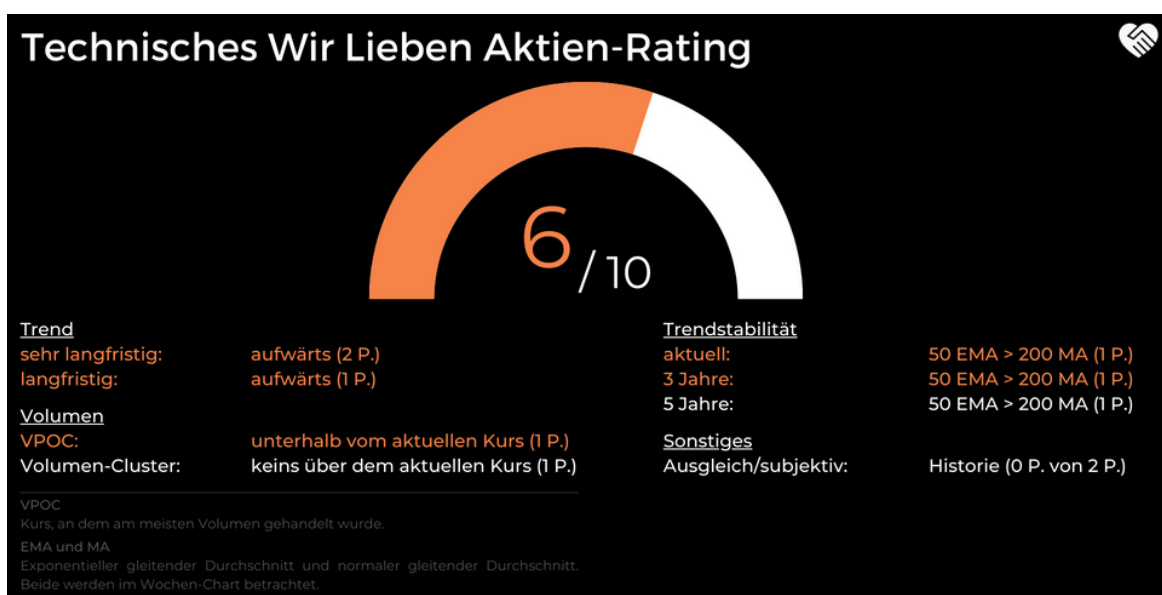 Technisches Wir Lieben Aktien-Rating
6 / 10
Trend
sehr langfristig: aufwärts (2 P.)
langfristig: aufwärts (1 P.)
Volumen
VPOC: unterhalb vom aktuellen Kurs (1 P.)
Volumen-Cluster: keins über dem aktuellen Kurs (1 P.)
VPOC
Kurs, an dem am meisten Volumen gehandelt wurde.
EMA und MA
Exponentieller gleitender Durchschnitt und normaler gleitender Durchschnitt.
Beide werden im Wochen-Chart betrachtet.
Trendstabilität
aktuell: 50 EMA > 200 MA (1 P.)
3 Jahre: 50 EMA > 200 MA (1 P.)
5 Jahre: 50 EMA > 200 MA (1 P.)
Sonstiges
Ausgleich/subjektiv: Historie (0 P. von 2 P.)